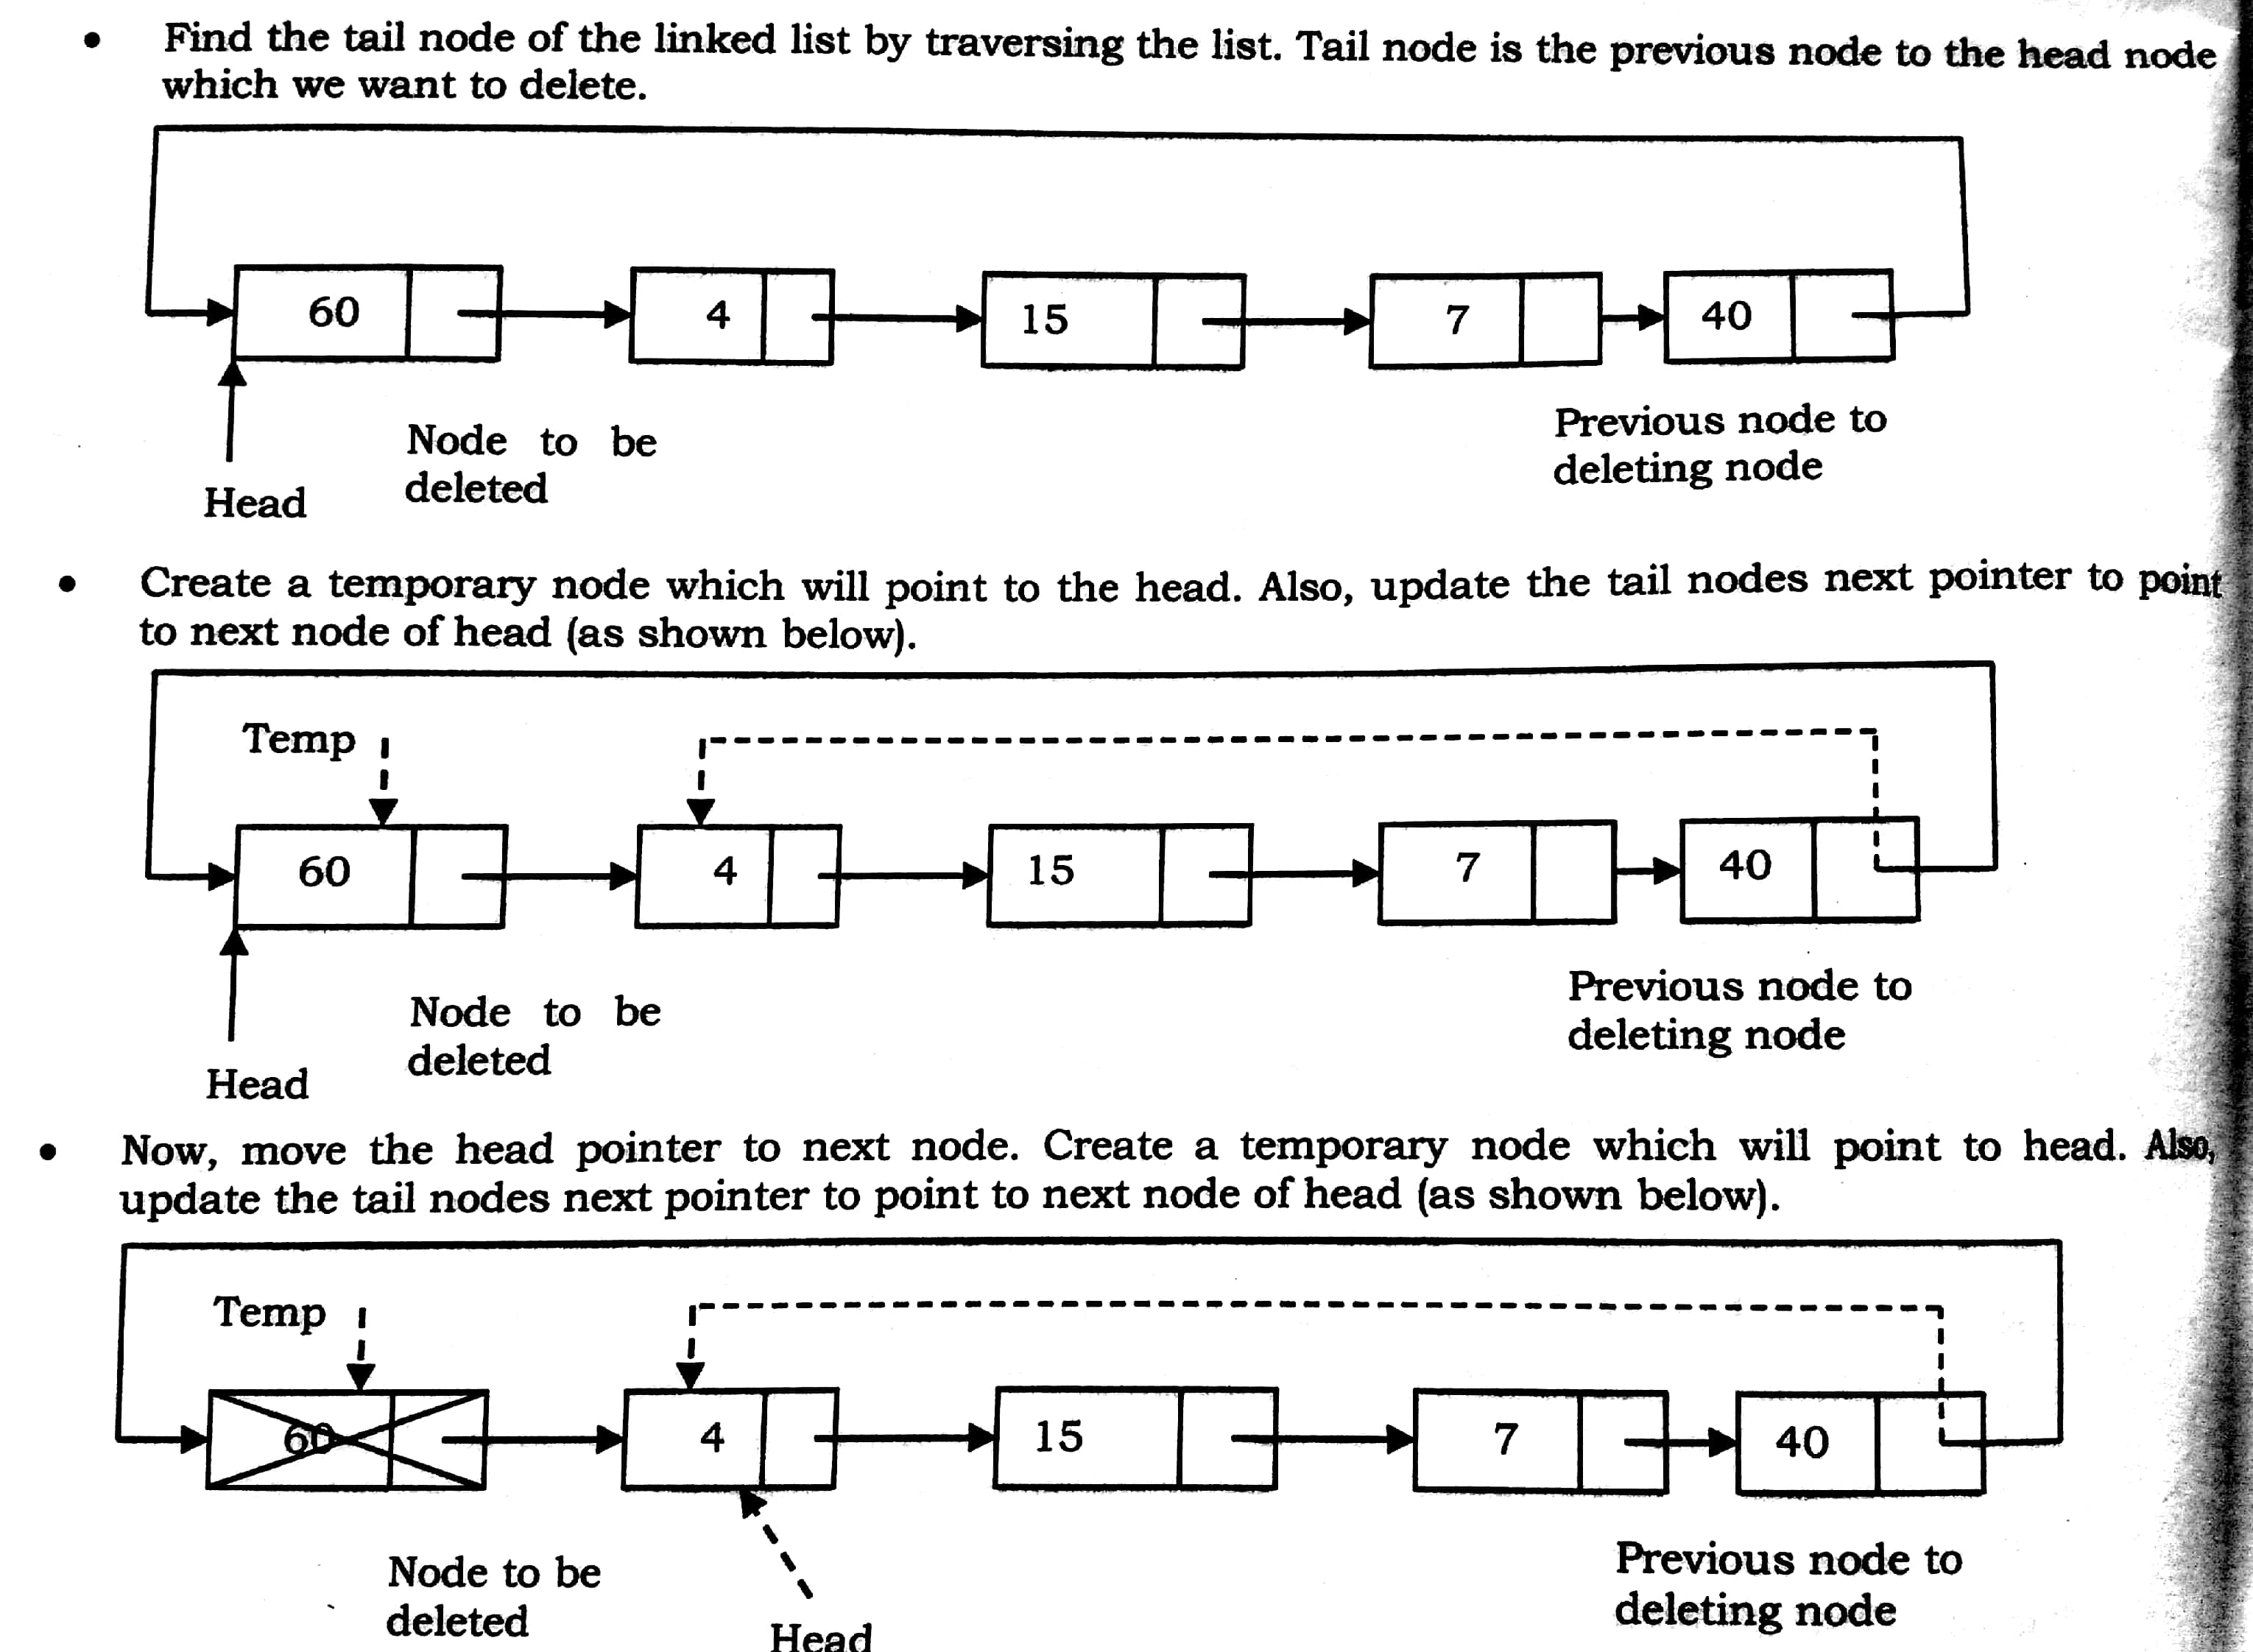 • Find the tail node of the linked list by traversing the list. Tail node is the previous node to the head node
which we want to delete.
60 4 15 7 40
Head
Node to be
deleted
Previous node to
deleting node
• Create a temporary node which will point to the head. Also, update the tail nodes next pointer to point
to next node of head (as shown below).
Temp
60 4 15 7 40
Head
Node to be
deleted
Previous node to
deleting node
• Now, move the head pointer to next node. Create a temporary node which will point to head. Also,
update the tail nodes next pointer to point to next node of head (as shown below).
Temp
60 4 15 7 40
Node to be
deleted
Head
Previous node to
deleting node